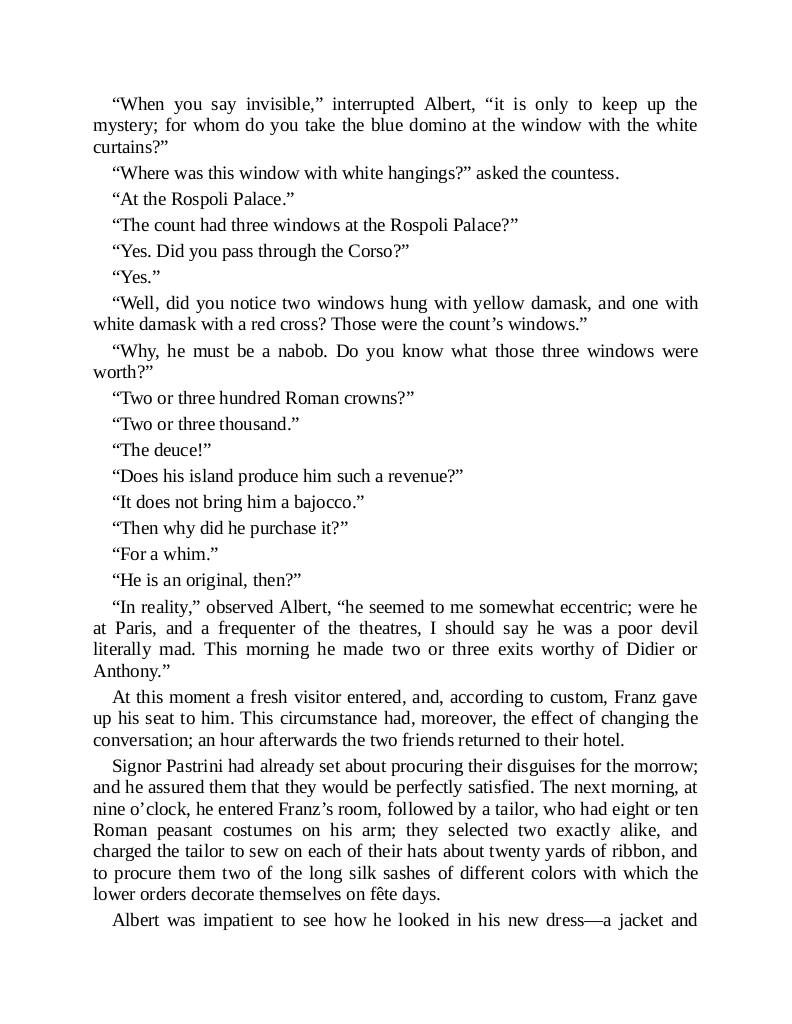 “When you say invisible,” interrupted Albert, “it is only to keep up the
mystery; for whom do you take the blue domino at the window with the white
curtains?”
“Where was this window with white hangings?” asked the countess.
“At the Rospoli Palace.”
“The count had three windows at the Rospoli Palace?”
“Yes. Did you pass through the Corso?”
“Yes.”
“Well, did you notice two windows hung with yellow damask, and one with
white damask with a red cross? Those were the count’s windows.”
“Why, he must be a nabob. Do you know what those three windows were
worth?”
“Two or three hundred Roman crowns?”
“Two or three thousand.”
“The deuce!”
“Does his island produce him such a revenue?”
“It does not bring him a bajocco.”
“Then why did he purchase it?”
“For a whim.”
“He is an original, then?”
“In reality,” observed Albert, “he seemed to me somewhat eccentric; were he
at Paris, and a frequenter of the theatres, I should say he was a poor devil
literally mad. This morning he made two or three exits worthy of Didier or
Anthony.”
At this moment a fresh visitor entered, and, according to custom, Franz gave
up his seat to him. This circumstance had, moreover, the effect of changing the
conversation; an hour afterwards the two friends returned to their hotel.
Signor Pastrini had already set about procuring their disguises for the morrow;
and he assured them that they would be perfectly satisfied. The next morning, at
nine o’clock, he entered Franz’s room, followed by a tailor, who had eight or ten
Roman peasant costumes on his arm; they selected two exactly alike, and
charged the tailor to sew on each of their hats about twenty yards of ribbon, and
to procure them two of the long silk sashes of different colors with which the
lower orders decorate themselves on fête days.
Albert was impatient to see how he looked in his new dress—a jacket and